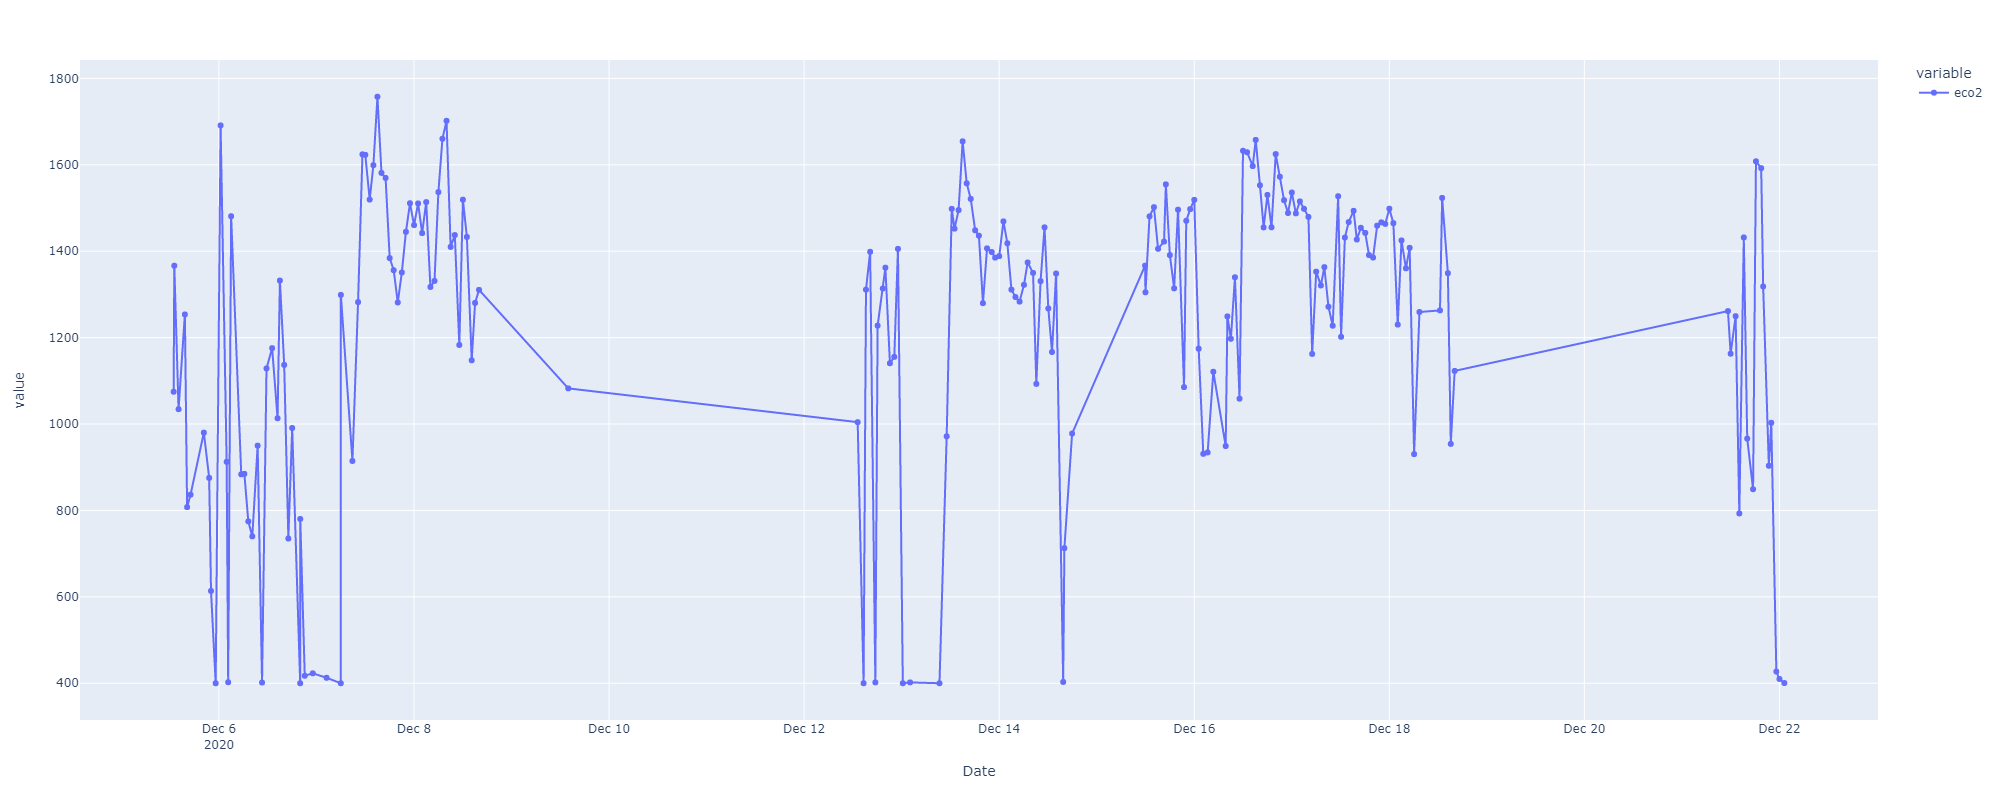 variable
eco2
1800
1600
1400
1200
1000
800
600
400
value
Dec 6
2020
Dec 8
Dec 10
Dec 12
Dec 14
Dec 16
Dec 18
Dec 20
Dec 22
Date